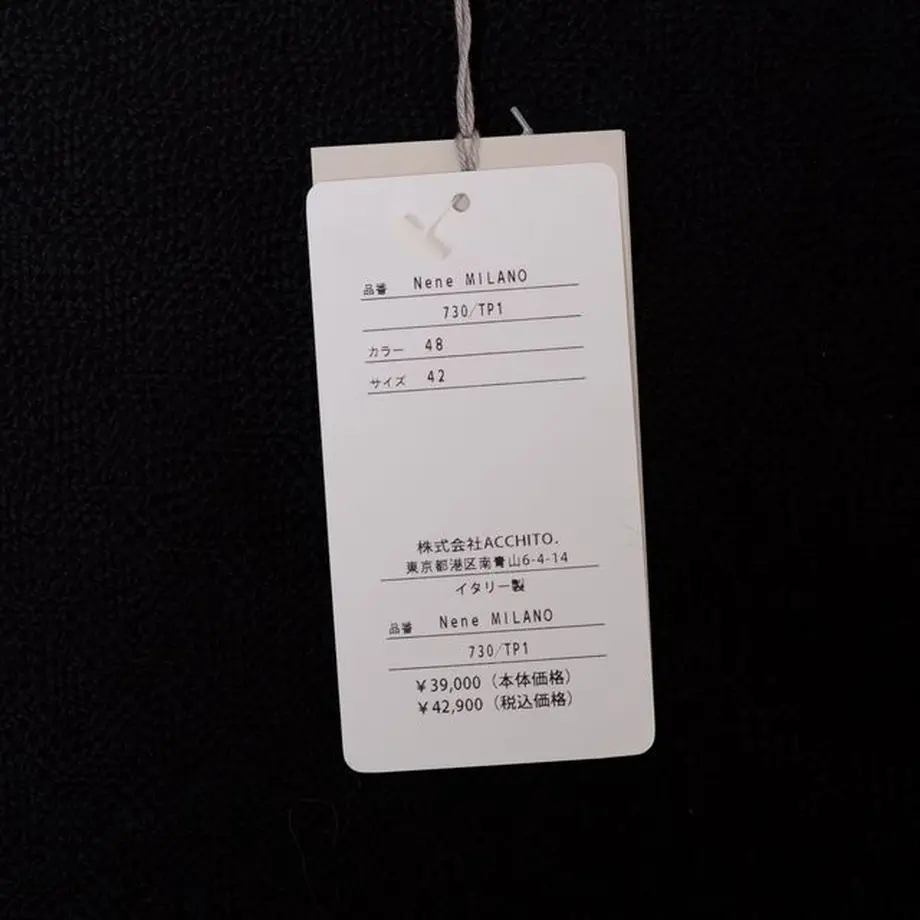 品番 Nene MILANO
730/TP1
カラー 48
サイズ 42
株式会社ACCHITO.
東京都港区南青山6-4-14
イタリー製
品番 Nene MILANO
730/TP1
¥39,000（本体価格）
¥42,900（税込価格）